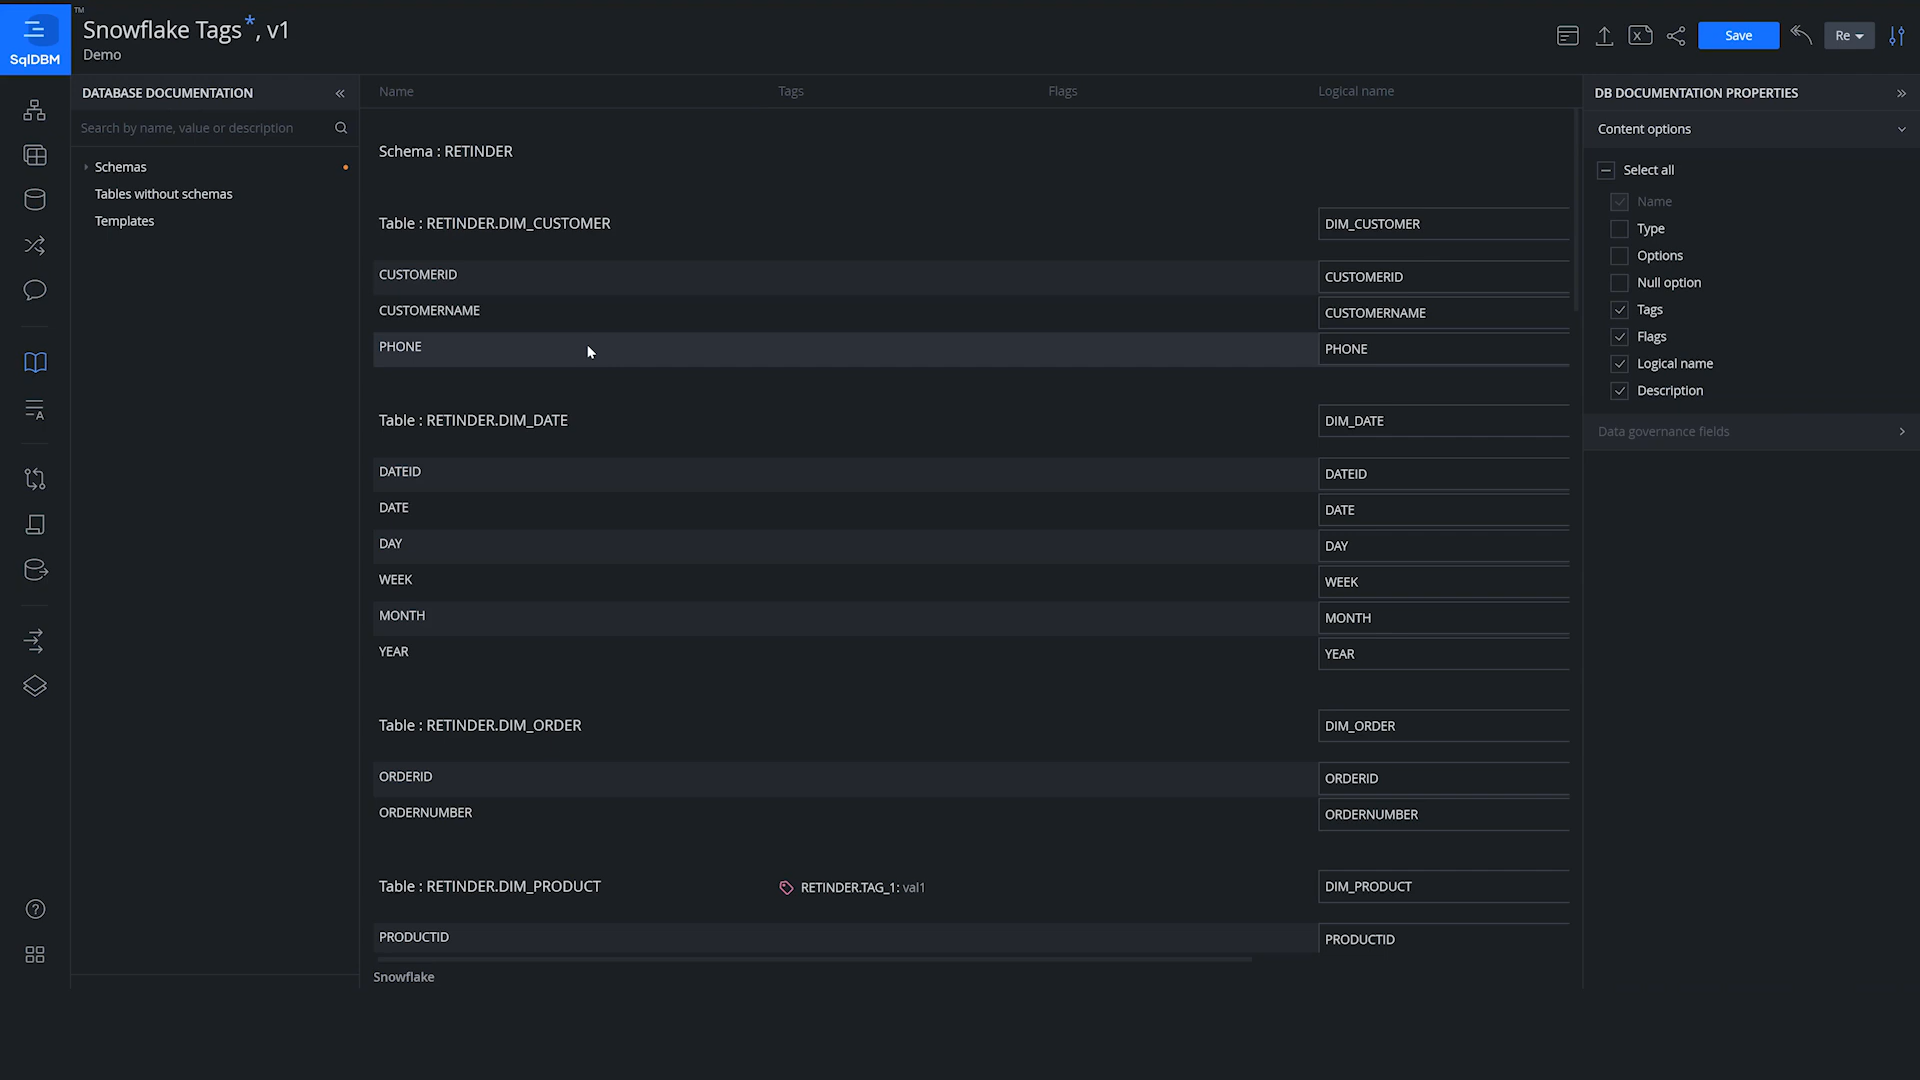 SqlDBM
TM
Snowflake Tags*, v1
Demo
Save
Re
DATABASE DOCUMENTATION
Search by name, value or description
Schemas
Tables without schemas
Templates
Name Tags Flags Logical name
Schema : RETINDER
Table : RETINDER.DIM_CUSTOMER DIM_CUSTOMER
CUSTOMERID CUSTOMERID
CUSTOMERNAME CUSTOMERNAME
PHONE PHONE
Table : RETINDER.DIM_DATE DIM_DATE
DATEID DATEID
DATE DATE
DAY DAY
WEEK WEEK
MONTH MONTH
YEAR YEAR
Table : RETINDER.DIM_ORDER DIM_ORDER
ORDERID ORDERID
ORDERNUMBER ORDERNUMBER
Table : RETINDER.DIM_PRODUCT RETINDER.TAG_1: val1 DIM_PRODUCT
PRODUCTID PRODUCTID
Snowflake
DB DOCUMENTATION PROPERTIES
Content options
Select all
Name
Type
Options
Null option
Tags
Flags
Logical name
Description
Data governance fields